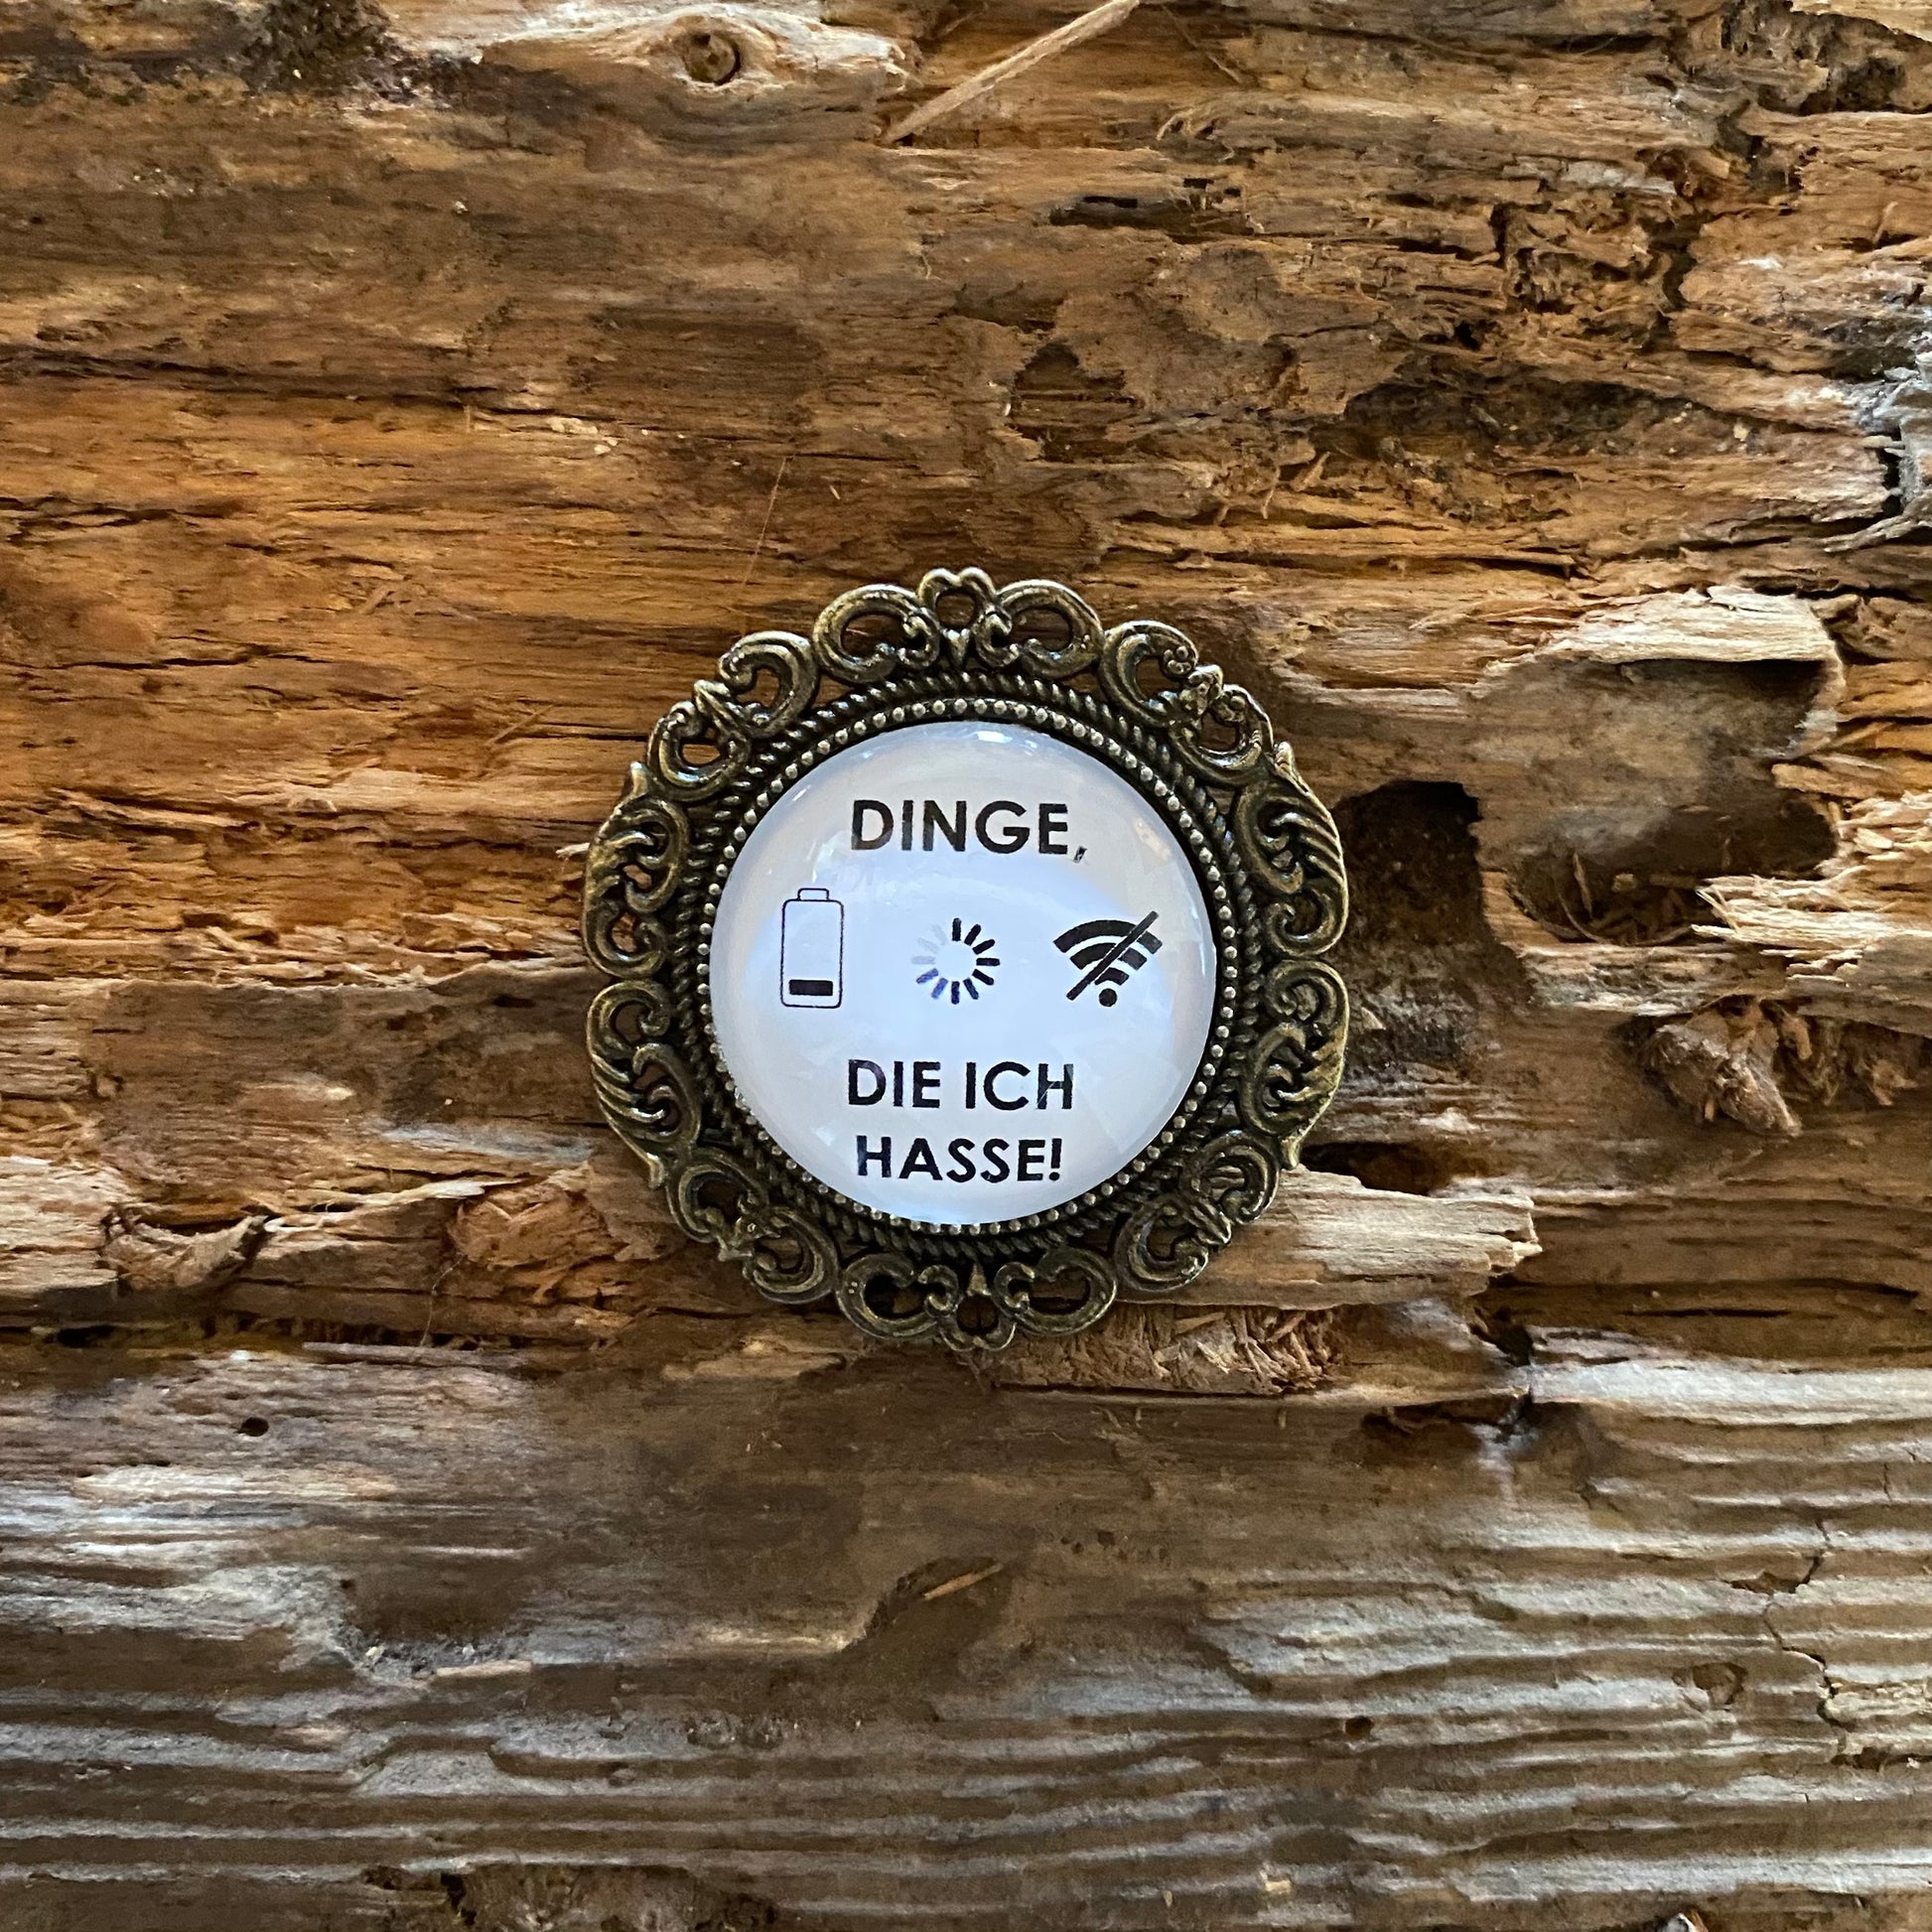 DINGE,
DIE ICH
HASSE!